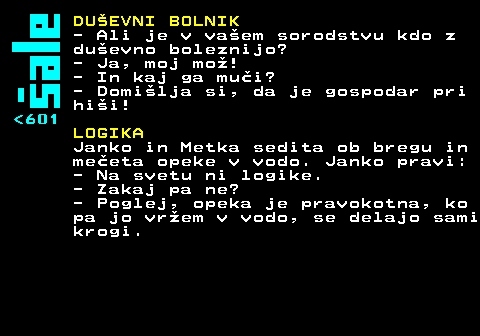 šale
<601
DUŠEVNI BOLNIK
- Ali je v vašem sorodstvu kdo z
duševno boleznijo?
- Ja, moj mož!
- In kaj ga muči?
- Domišlja si, da je gospodar pri
hiši!
LOGIKA
Janko in Metka sedita ob bregu in
mečeta opeke v vodo. Janko pravi:
- Na svetu ni logike.
- Zakaj pa ne?
- Poglej, opeka je pravokotna, ko
pa jo vržem v vodo, se delajo sami
krogi.